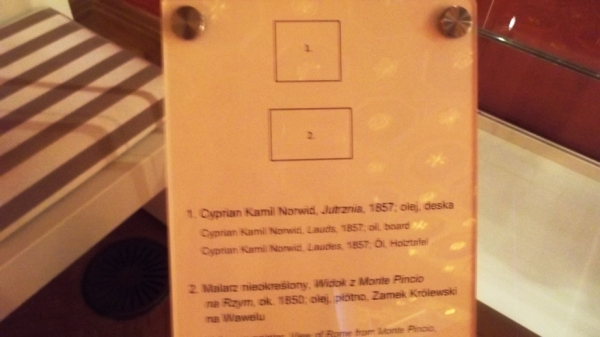 1.
2.
1. Cyprian Kamil Norwid, Jutrznia, 1857; olej, deska
Cyprian Kamil Norwid, Lauds, 1857; oil, board
Cyprian Kamil Norwid, Laudes, 1857; Öl, Holztafel
2. Malarz nieokreślony, Widok z Monte Pincio
na Rzym, ok. 1850; olej, płótno, Zamek Królewski
na Wawelu
View of Rome from Monte Pincio,